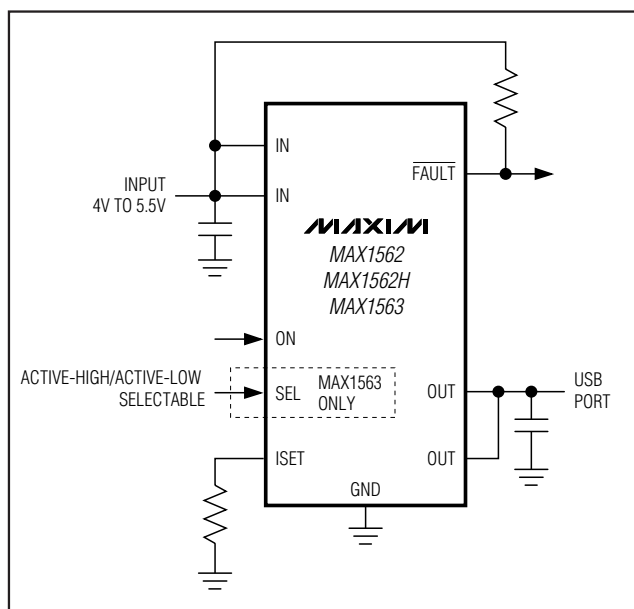 IN
FAULT
INPUT
4V TO 5.5V
IN
MAXIM
MAX1562
MAX1562H
MAX1563
ON
ACTIVE-HIGH/ACTIVE-LOW
SELECTABLE
SEL
MAX1563
ONLY
OUT
USB
PORT
ISET
OUT
GND